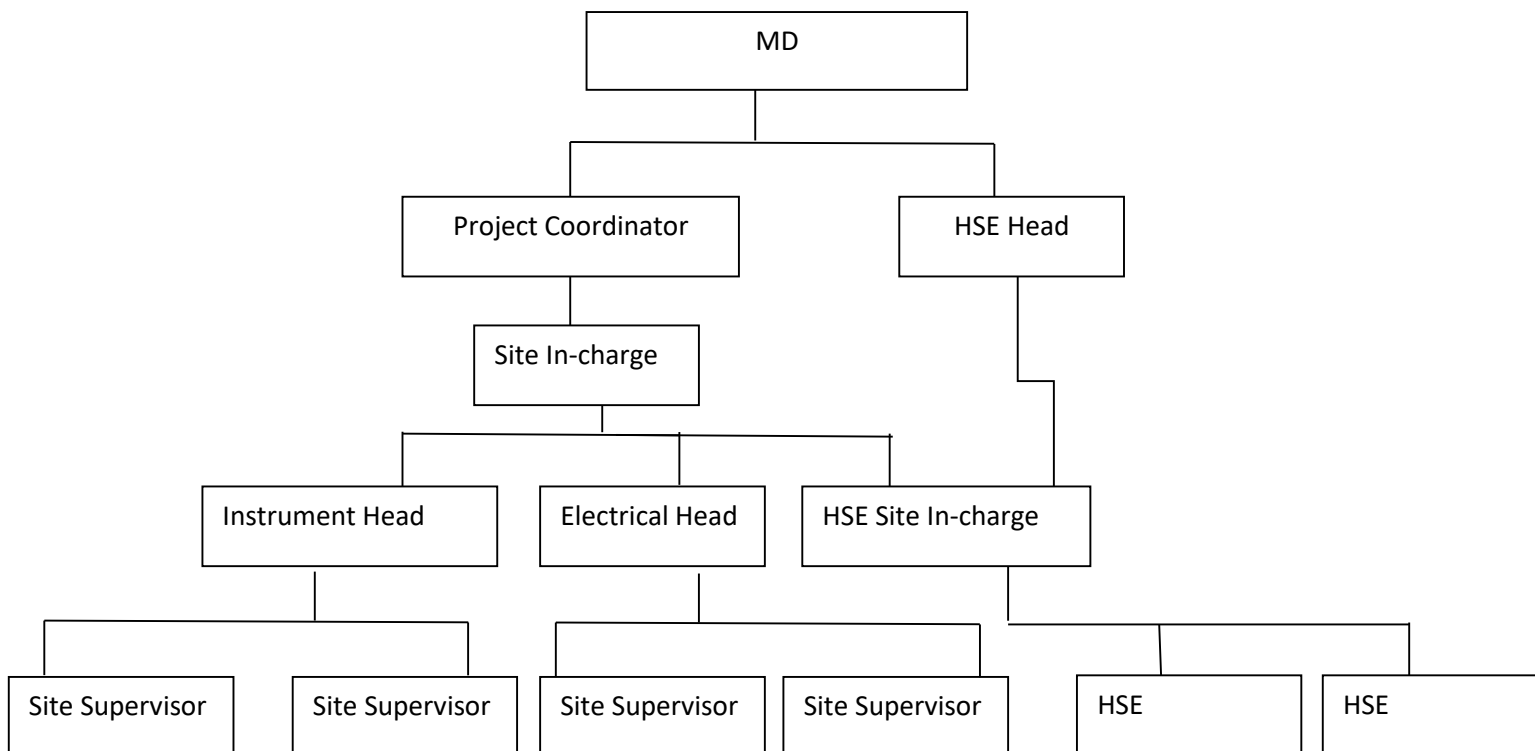 MD
Project Coordinator
HSE Head
Site In-charge
Instrument Head
Electrical Head
HSE Site In-charge
Site Supervisor
Site Supervisor
Site Supervisor
Site Supervisor
HSE
HSE